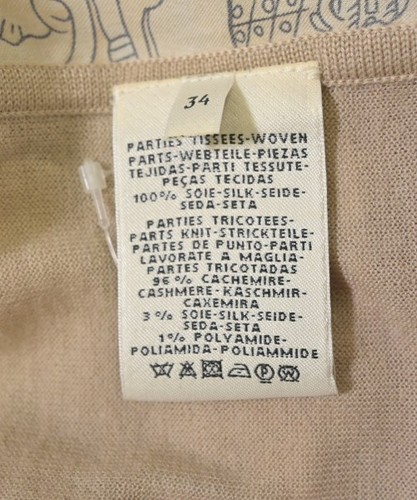 34
PARTIES TISSEES-WOVEN
PARTS-WEBTEILE-PIEZAS
TEJIDAS-PARTI TESSUTE-
PEÇAS TECIDAS
100% SOIE-SILK-SEIDE-
SEDA-SETA
PARTIES TRICOTEES-
PARTS KNIT-STRICKTEILE-
PARTES DE PUNTO-PARTI
LAVORATE A MAGLIA-
PARTES TRICOTADAS
96% CACHEMIRE-
CASHMERE-KASCHMIR-
CAXEMIRA
3% SOIE-SILK-SEIDE-
SEDA-SETA
1% POLYAMIDE-
POLIAMIDA-POLIAMMIDE
P W